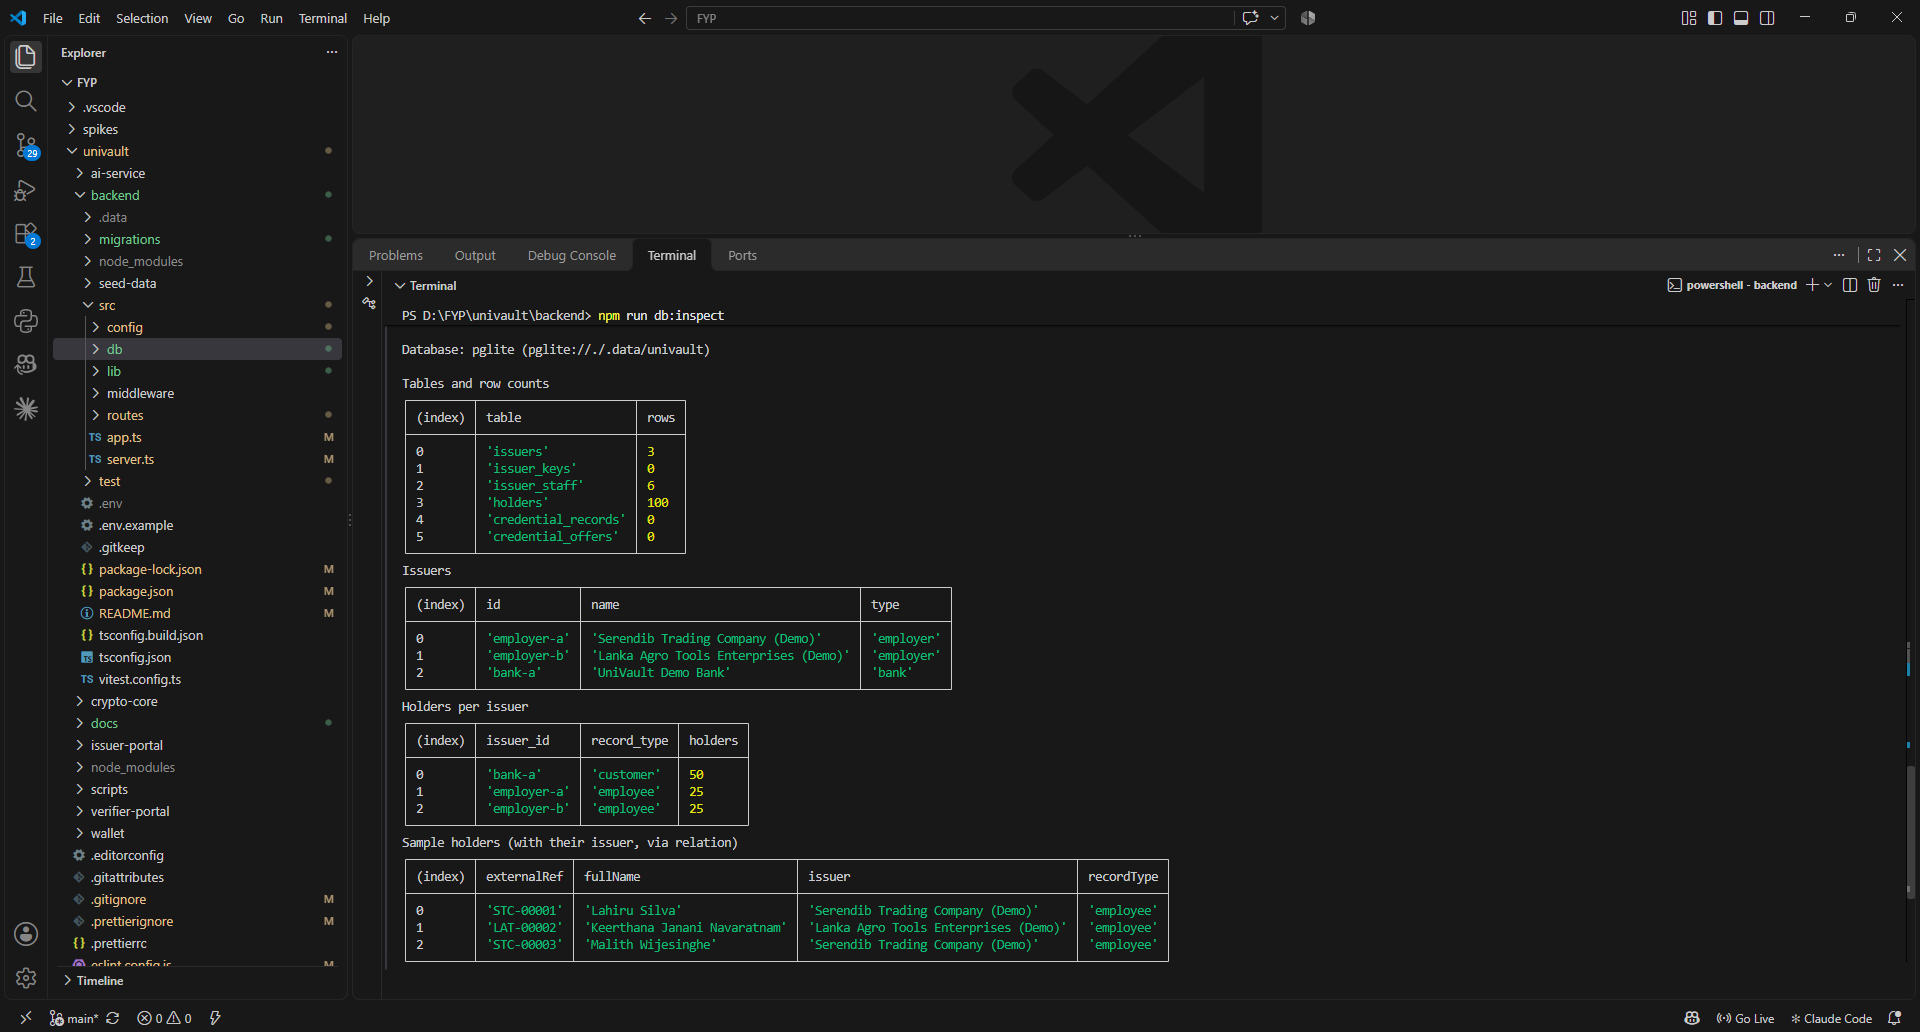 File Edit Selection View Go Run Terminal Help
FYP
Explorer
FYP
.vscode
spikes
univault
ai-service
backend
.data
migrations
node_modules
seed-data
src
config
db
lib
middleware
routes
TS app.ts M
TS server.ts M
test
.env
.env.example
.gitkeep
{} package-lock.json M
{} package.json M
README.md M
{} tsconfig.build.json
tsconfig.json
TS vitest.config.ts
crypto-core
docs
issuer-portal
node_modules
scripts
verifier-portal
wallet
.editorconfig
.gitattributes
.gitignore M
.prettierignore M
{} .prettierrc
eslint.config.js M
Timeline
29
2
Problems Output Debug Console Terminal Ports
Terminal
powershell - backend
PS D:\FYP\univault\backend> npm run db:inspect
Database: pglite (pglite://./.data/univault)
Tables and row counts
(index) table rows
0 'issuers' 3
1 'issuer_keys' 0
2 'issuer_staff' 6
3 'holders' 100
4 'credential_records' 0
5 'credential_offers' 0
Issuers
(index) id name type
0 'employer-a' 'Serendib Trading Company (Demo)' 'employer'
1 'employer-b' 'Lanka Agro Tools Enterprises (Demo)' 'employer'
2 'bank-a' 'UniVault Demo Bank' 'bank'
Holders per issuer
(index) issuer_id record_type holders
0 'bank-a' 'customer' 50
1 'employer-a' 'employee' 25
2 'employer-b' 'employee' 25
Sample holders (with their issuer, via relation)
(index) externalRef fullName issuer recordType
0 'STC-00001' 'Lahiru Silva' 'Serendib Trading Company (Demo)' 'employee'
1 'LAT-00002' 'Keerthana Janani Navaratnam' 'Lanka Agro Tools Enterprises (Demo)' 'employee'
2 'STC-00003' 'Malith Wijesinghe' 'Serendib Trading Company (Demo)' 'employee'
main* 0 0 Go Live Claude Code